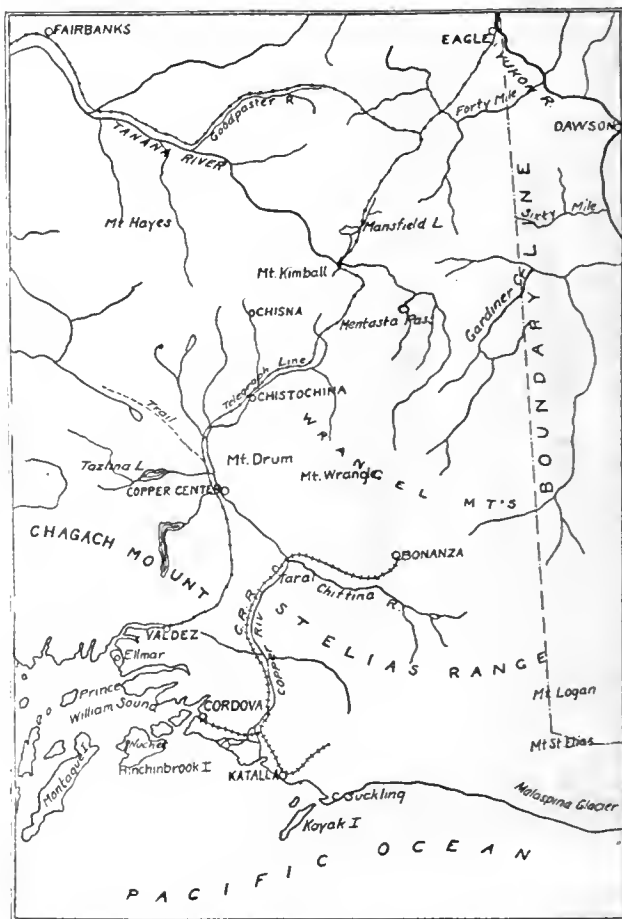 FAIRBANKS
EAGLE
YUKON R.
Goodpaster R
Forty Mile
DAWSON
TANANA RIVER
Mt Hayes
Mansfield L
Sixty Mile
Mt. Kimball
BOUNDARY LINE
Gardiner Ck
OCHISNA
Mentasta Pass
Telegraph Line
CHISTOCHINA
Trail
Mt. Drum
WRANGEL MT'S
Mt. Wrangel
Tazlina L
COPPER CENTER
CHAGACH MOUNT
BONANZA
Taral
Chittina R.
C.R.R.
COPPER RIV
ST ELIAS RANGE
VALDEZ
Ellmar
Mt. Logan
Prince
William Sound
CORDOVA
Mt St Elias
Nuchek
Hinchinbrook I
Montaque I
KATALLA
C Suckling
Malaspina Glacier
Kayak I
PACIFIC OCEAN